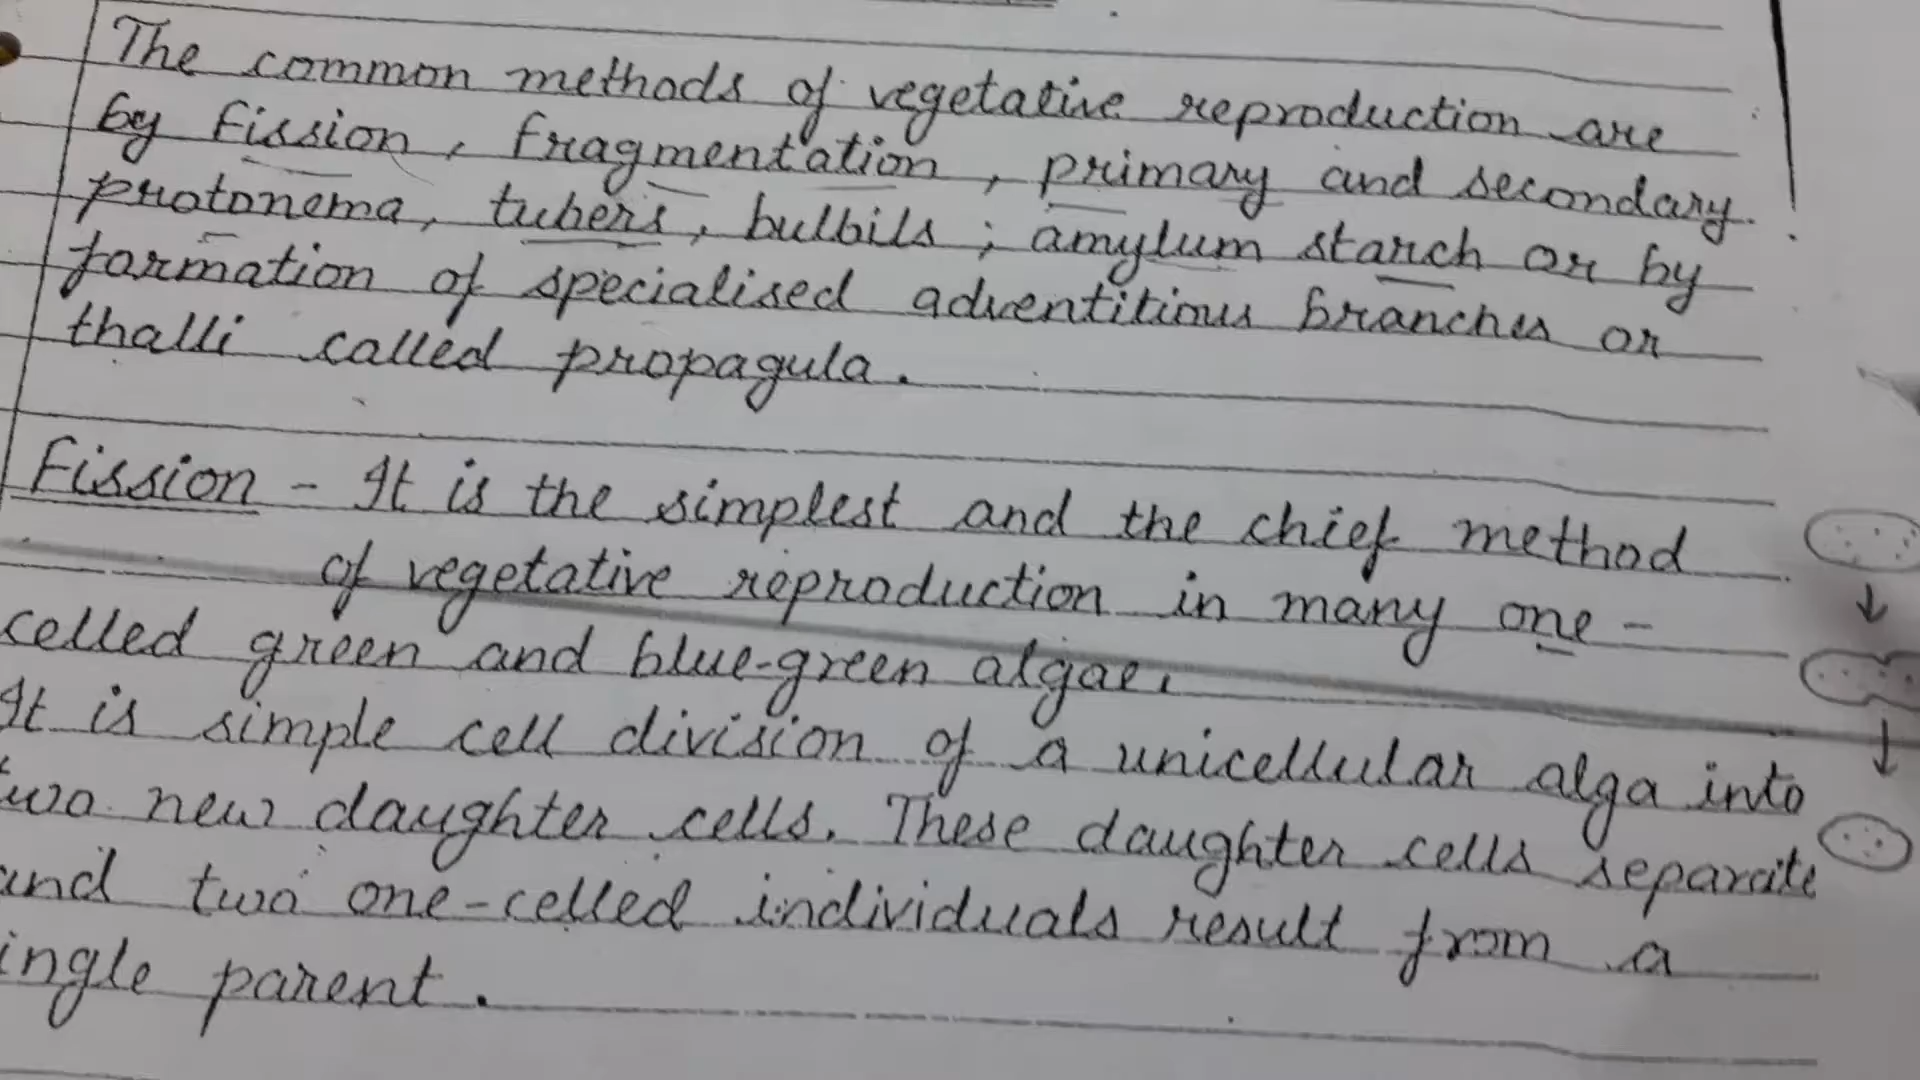 The common methods of vegetative reproduction are
by Fission, Fragmentation, primary and secondary
protonema, tubers, bulbils; amylum starch or by
formation of specialised adventitious branches or
thalli called propagula.
Fission - It is the simplest and the chief method
of vegetative reproduction in many one-
celled green and blue-green algae.
It is simple cell division of a unicellular alga into
two new daughter cells. These daughter cells separate
and two one-celled individuals result from a
ingle parent.